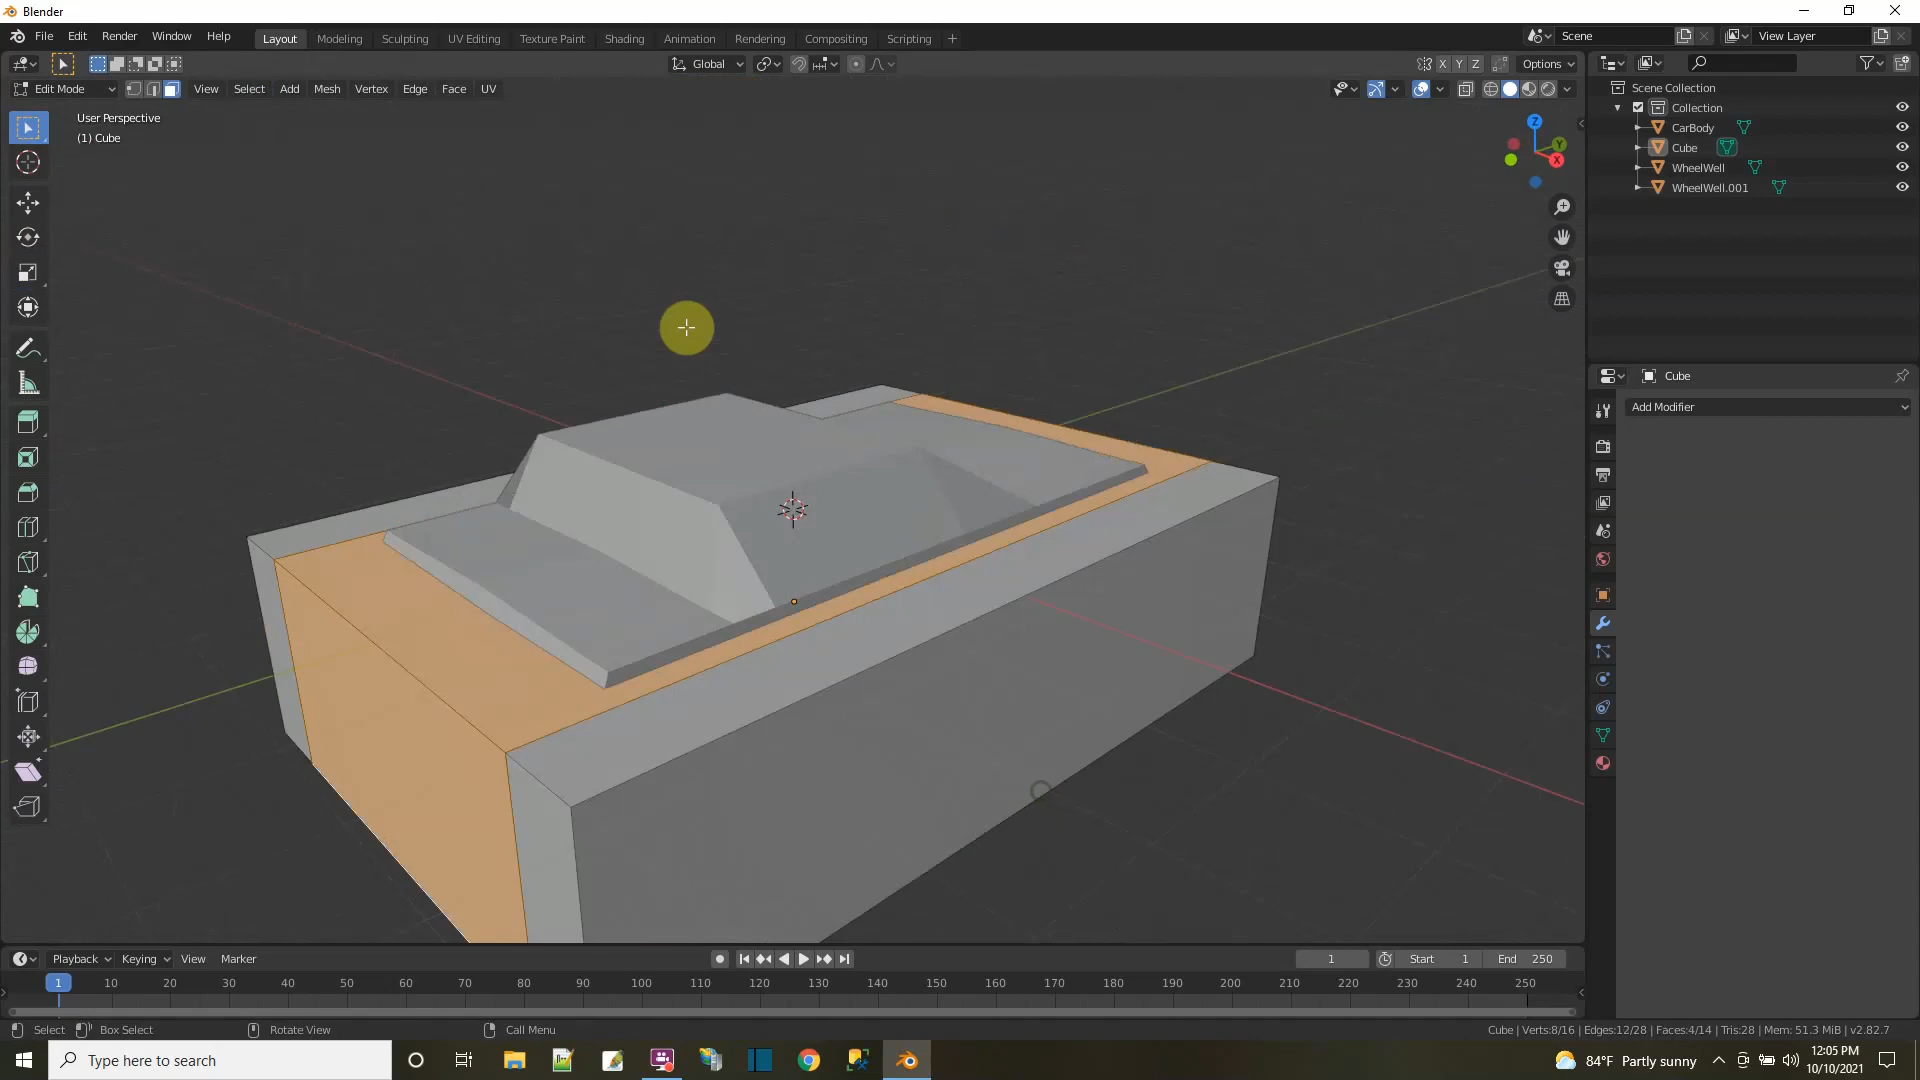 Blender
File Edit Render Window Help
Layout Modeling Sculpting UV Editing Texture Paint Shading Animation Rendering Compositing Scripting +
Scene
View Layer
Global
X Y Z
Options
Edit Mode
View Select Add Mesh Vertex Edge Face UV
User Perspective
(1) Cube
Z
Y
X
Scene Collection
Collection
CarBody
Cube
WheelWell
WheelWell.001
Cube
Add Modifier
Playback Keying View Marker
1
Start 1
End 250
1 10 20 30 40 50 60 70 80 90 100 110 120 130 140 150 160 170 180 190 200 210 220 230 240 250
Select Box Select Rotate View Call Menu
Cube | Verts:8/16 | Edges:12/28 | Faces:4/14 | Tris:28 | Mem: 51.3 MiB | v2.82.7
Type here to search
84°F Partly sunny
12:05 PM
10/10/2021